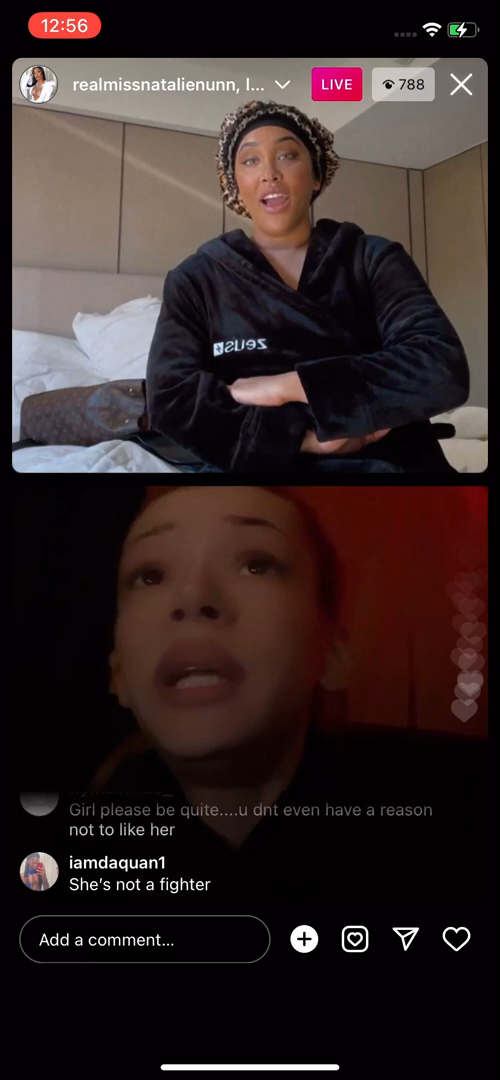 12:56
realmissnatalienunn, l...
LIVE
788
zeus
Girl please be quite....u dnt even have a reason
not to like her
iamdaquan1
She's not a fighter
Add a comment...